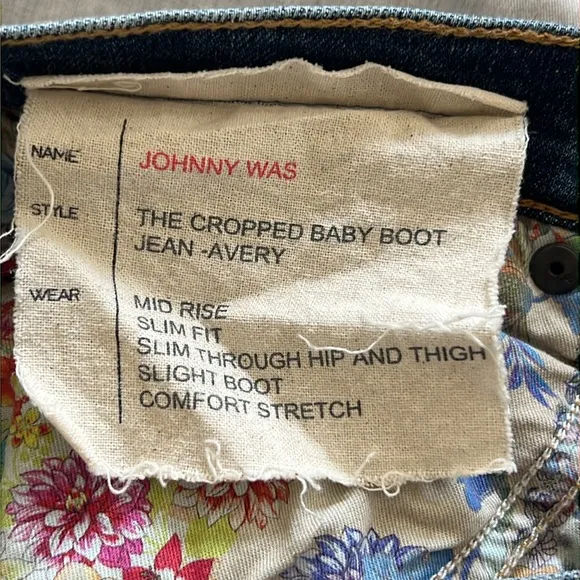 NAME JOHNNY WAS
STYLE THE CROPPED BABY BOOT
JEAN -AVERY
WEAR MID RISE
SLIM FIT
SLIM THROUGH HIP AND THIGH
SLIGHT BOOT
COMFORT STRETCH